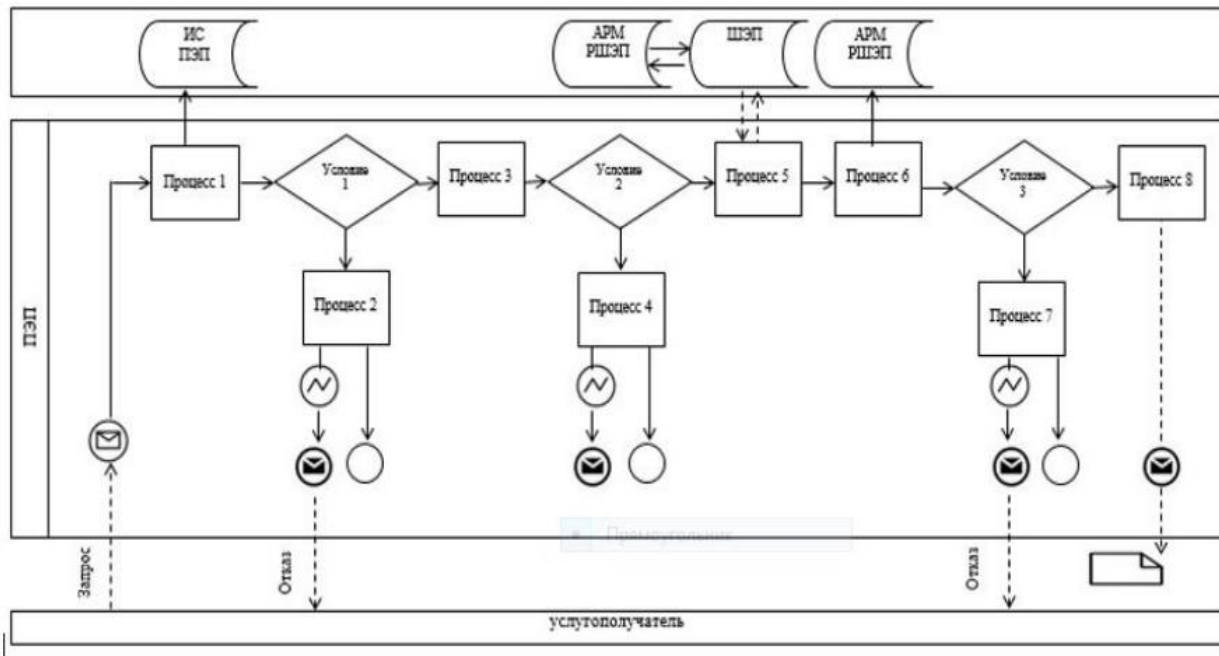 ИС
ПЭП
АРМ
РШЭП
ШЭП
АРМ
РШЭП
ПЭП
Процесс 1
Условие
1
Процесс 3
Условие
2
Процесс 5
Процесс 6
Условие
3
Процесс 8
Процесс 2
Процесс 4
Процесс 7
Прямоугольник
Запрос
Отказ
Отказ
услугополучатель